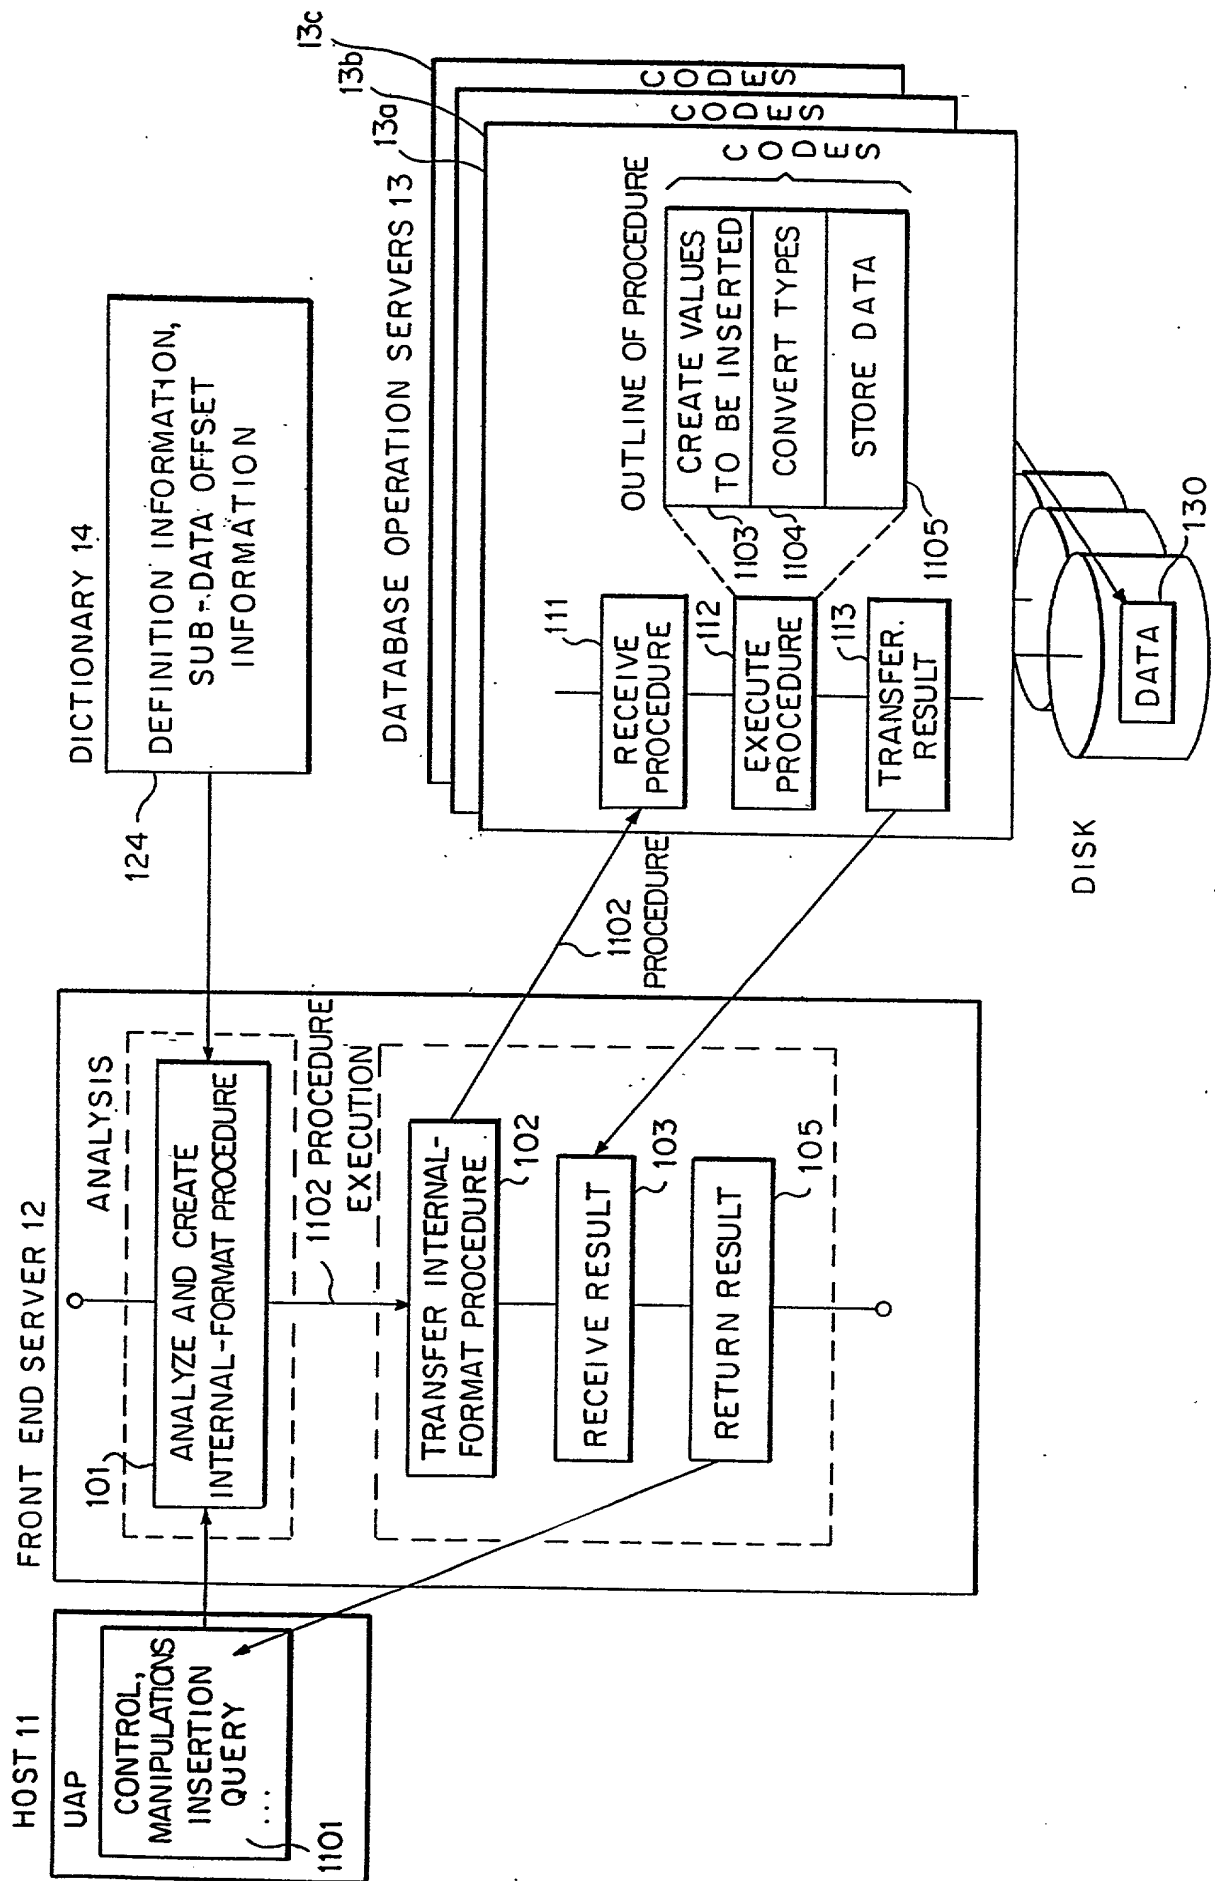 HOST 11
UAP
CONTROL,
MANIPULATIONS
INSERTION
QUERY
...
1101
FRONT END SERVER 12
ANALYSIS
101
ANALYZE AND CREATE
INTERNAL-FORMAT PROCEDURE
1102 PROCEDURE
EXECUTION
TRANSFER INTERNAL-
FORMAT PROCEDURE
102
RECEIVE RESULT
103
RETURN RESULT
105
DICTIONARY 14
124
DEFINITION INFORMATION,
SUB-DATA OFFSET
INFORMATION
DATABASE OPERATION SERVERS 13
13a
13b
13c
1102
PROCEDURE
111
RECEIVE
PROCEDURE
112
EXECUTE
PROCEDURE
113
TRANSFER.
RESULT
OUTLINE OF PROCEDURE
CREATE VALUES
TO BE INSERTED
1103
CONVERT TYPES
1104
STORE DATA
1105
CODES
CODES
CODES
DISK
DATA
130